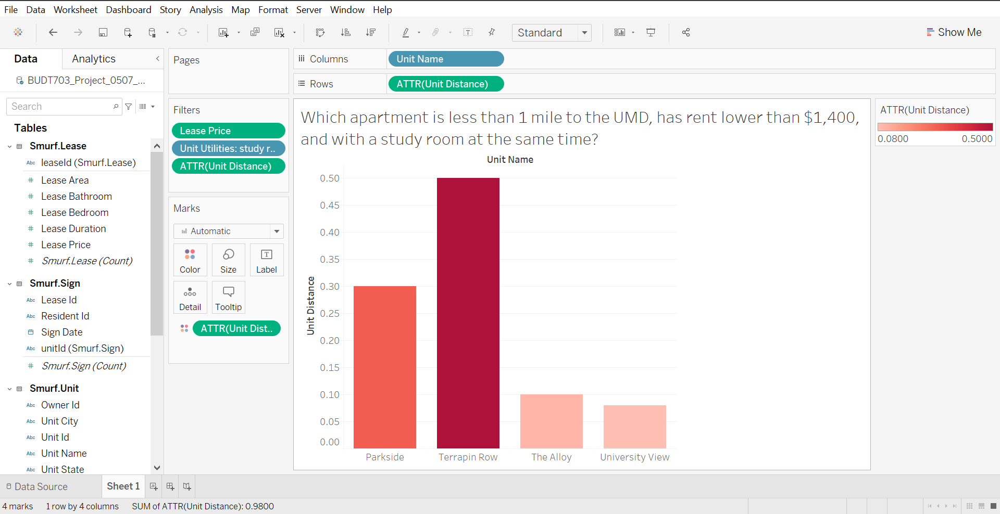 File Data Worksheet Dashboard Story Analysis Map Format Server Window Help
Standard
Show Me
Data Analytics
BUDT703_Project_0507_...
Search
Tables
Smurf.Lease
Abc leaseId (Smurf.Lease)
# Lease Area
# Lease Bathroom
# Lease Bedroom
# Lease Duration
# Lease Price
# Smurf.Lease (Count)
Smurf.Sign
Abc Lease Id
Abc Resident Id
Sign Date
Abc unitId (Smurf.Sign)
# Smurf.Sign (Count)
Smurf.Unit
Abc Owner Id
Abc Unit City
Abc Unit Id
Abc Unit Name
Abc Unit State
Pages
Filters
Lease Price
Unit Utilities: study r..
ATTR(Unit Distance)
Marks
Automatic
Color Size Label
Detail Tooltip
ATTR(Unit Dist..
Columns Unit Name
Rows ATTR(Unit Distance)
Which apartment is less than 1 mile to the UMD, has rent lower than $1,400,
and with a study room at the same time?
Unit Name
Unit Distance
0.50
0.45
0.40
0.35
0.30
0.25
0.20
0.15
0.10
0.05
0.00
Parkside Terrapin Row The Alloy University View
ATTR(Unit Distance)
0.0800 0.5000
Data Source Sheet 1
4 marks 1 row by 4 columns SUM of ATTR(Unit Distance): 0.9800